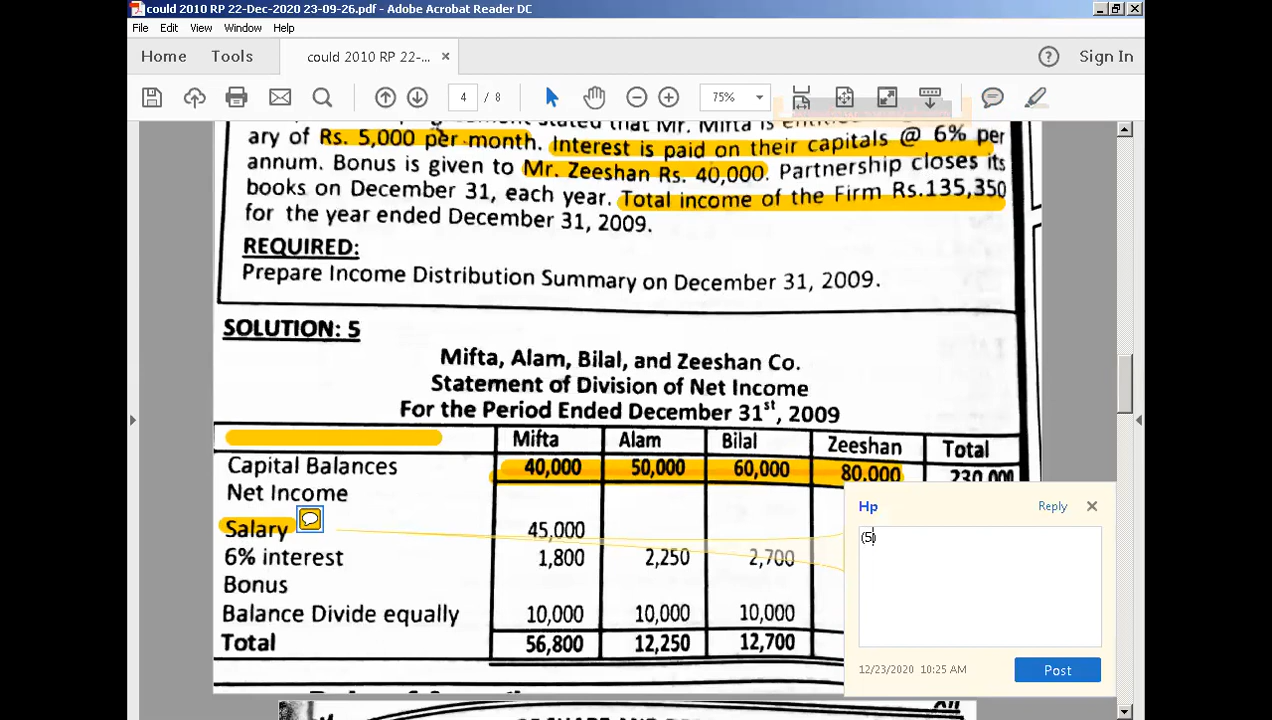 could 2010 RP 22-Dec-2020 23-09-26.pdf - Adobe Acrobat Reader DC
File Edit View Window Help
Home Tools could 2010 RP 22-... × Sign In
4 / 8 75%
stated that Mr. Mifta is
ary of Rs. 5,000 per month. Interest is paid on their capitals @ 6% per
annum. Bonus is given to Mr. Zeeshan Rs. 40,000. Partnership closes its
books on December 31, each year. Total income of the Firm Rs.135,350
for the year ended December 31, 2009.
REQUIRED:
Prepare Income Distribution Summary on December 31, 2009.
SOLUTION: 5
Mifta, Alam, Bilal, and Zeeshan Co.
Statement of Division of Net Income
For the Period Ended December 31st, 2009
Mifta Alam Bilal Zeeshan Total
Capital Balances 40,000 50,000 60,000 80,000 230,000
Net Income
Salary 45,000
6% interest 1,800 2,250 2,700
Bonus
Balance Divide equally 10,000 10,000 10,000
Total 56,800 12,250 12,700
Hp Reply
(5)
12/23/2020 10:25 AM Post